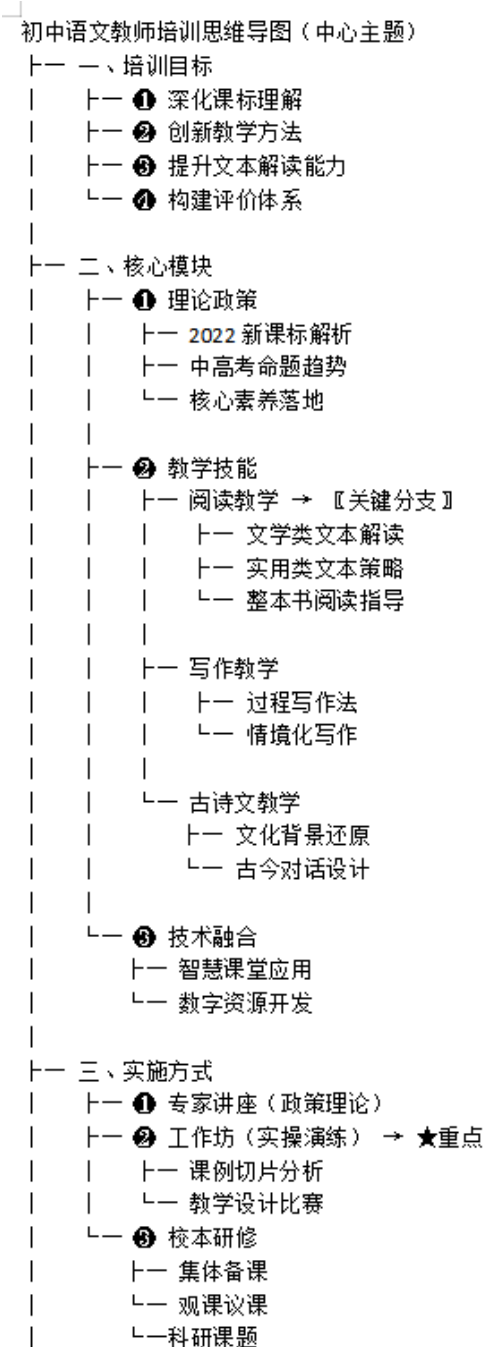 初中语文教师培训思维导图（中心主题）
├─ 一、培训目标
│  ├─ ❶ 深化课标理解
│  ├─ ❷ 创新教学方法
│  ├─ ❸ 提升文本解读能力
│  └─ ❹ 构建评价体系
│
├─ 二、核心模块
│  ├─ ❶ 理论政策
│  │  ├─ 2022 新课标解析
│  │  ├─ 中高考命题趋势
│  │  └─ 核心素养落地
│  │
│  ├─ ❷ 教学技能
│  │  ├─ 阅读教学 → 〖关键分支〗
│  │  │  ├─ 文学类文本解读
│  │  │  ├─ 实用类文本策略
│  │  │  └─ 整本书阅读指导
│  │  │
│  │  ├─ 写作教学
│  │  │  ├─ 过程写作法
│  │  │  └─ 情境化写作
│  │  │
│  │  └─ 古诗文教学
│  │     ├─ 文化背景还原
│  │     └─ 古今对话设计
│  │
│  └─ ❸ 技术融合
│     ├─ 智慧课堂应用
│     └─ 数字资源开发
│
├─ 三、实施方式
│  ├─ ❶ 专家讲座（政策理论）
│  ├─ ❷ 工作坊（实操演练） → ★重点
│  │  ├─ 课例切片分析
│  │  └─ 教学设计比赛
│  └─ ❸ 校本研修
│     ├─ 集体备课
│     └─ 观课议课
│     └─科研课题